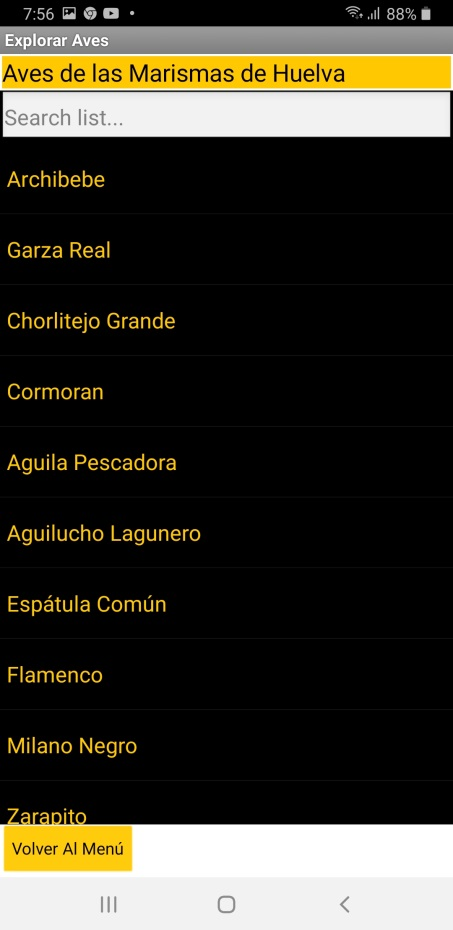 7:56
88%
Explorar Aves
Aves de las Marismas de Huelva
Search list...
Archibebe
Garza Real
Chorlitejo Grande
Cormoran
Aguila Pescadora
Aguilucho Lagunero
Espátula Común
Flamenco
Milano Negro
Zarapito
Volver Al Menú